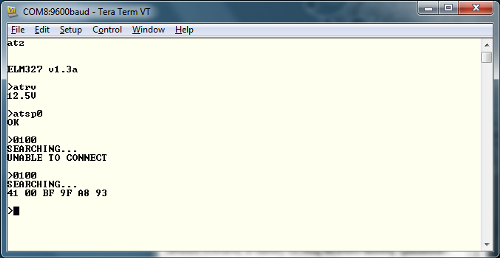 COM8:9600baud - Tera Term VT
File Edit Setup Control Window Help
atz
ELM327 v1.3a
>atrv
12.5V
>atsp0
OK
>0100
SEARCHING...
UNABLE TO CONNECT
>0100
SEARCHING...
41 00 BF 9F A8 93
>